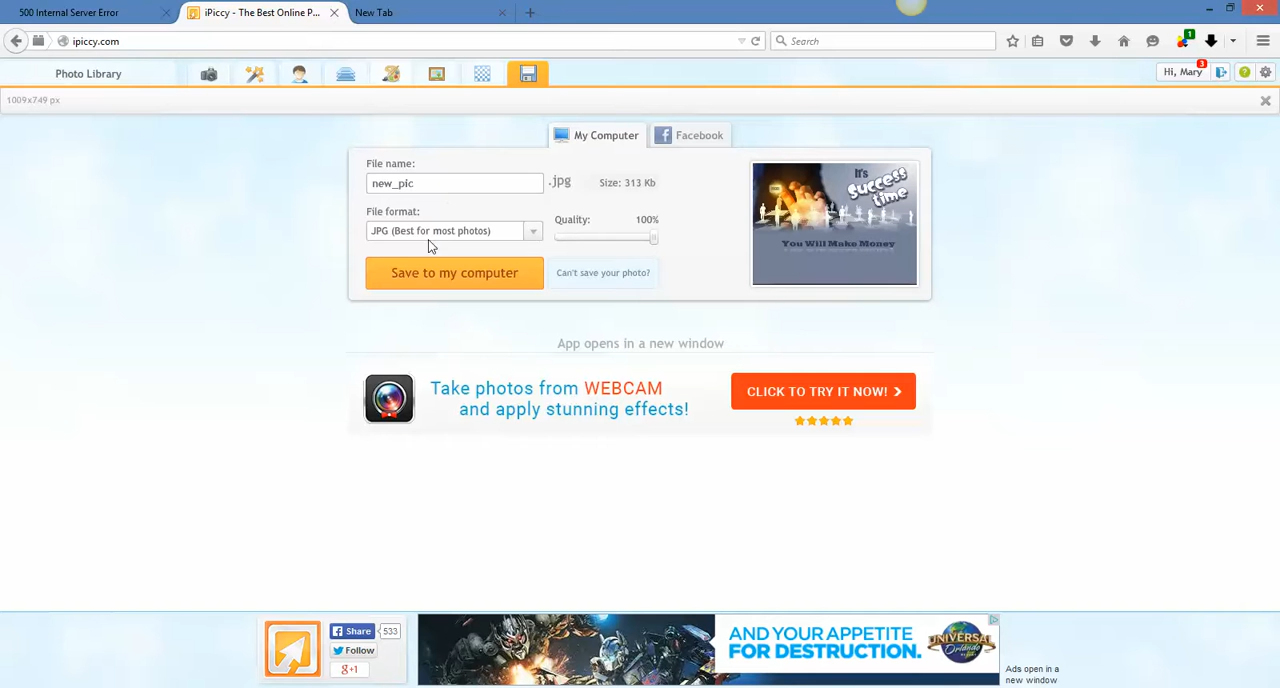 500 Internal Server Error
iPiccy - The Best Online P...
New Tab
ipiccy.com
Search
1
Photo Library
Hi, Mary
3
1009x749 px
My Computer
Facebook
File name:
new_pic
.jpg
Size: 313 Kb
File format:
Quality:
100%
JPG (Best for most photos)
Save to my computer
Can't save your photo?
It's
Success
time
You Will Make Money
App opens in a new window
Take photos from WEBCAM
and apply stunning effects!
CLICK TO TRY IT NOW!
Share
533
Follow
g+1
AND YOUR APPETITE
FOR DESTRUCTION.
UNIVERSAL
Orlando
Ads open in a
new window